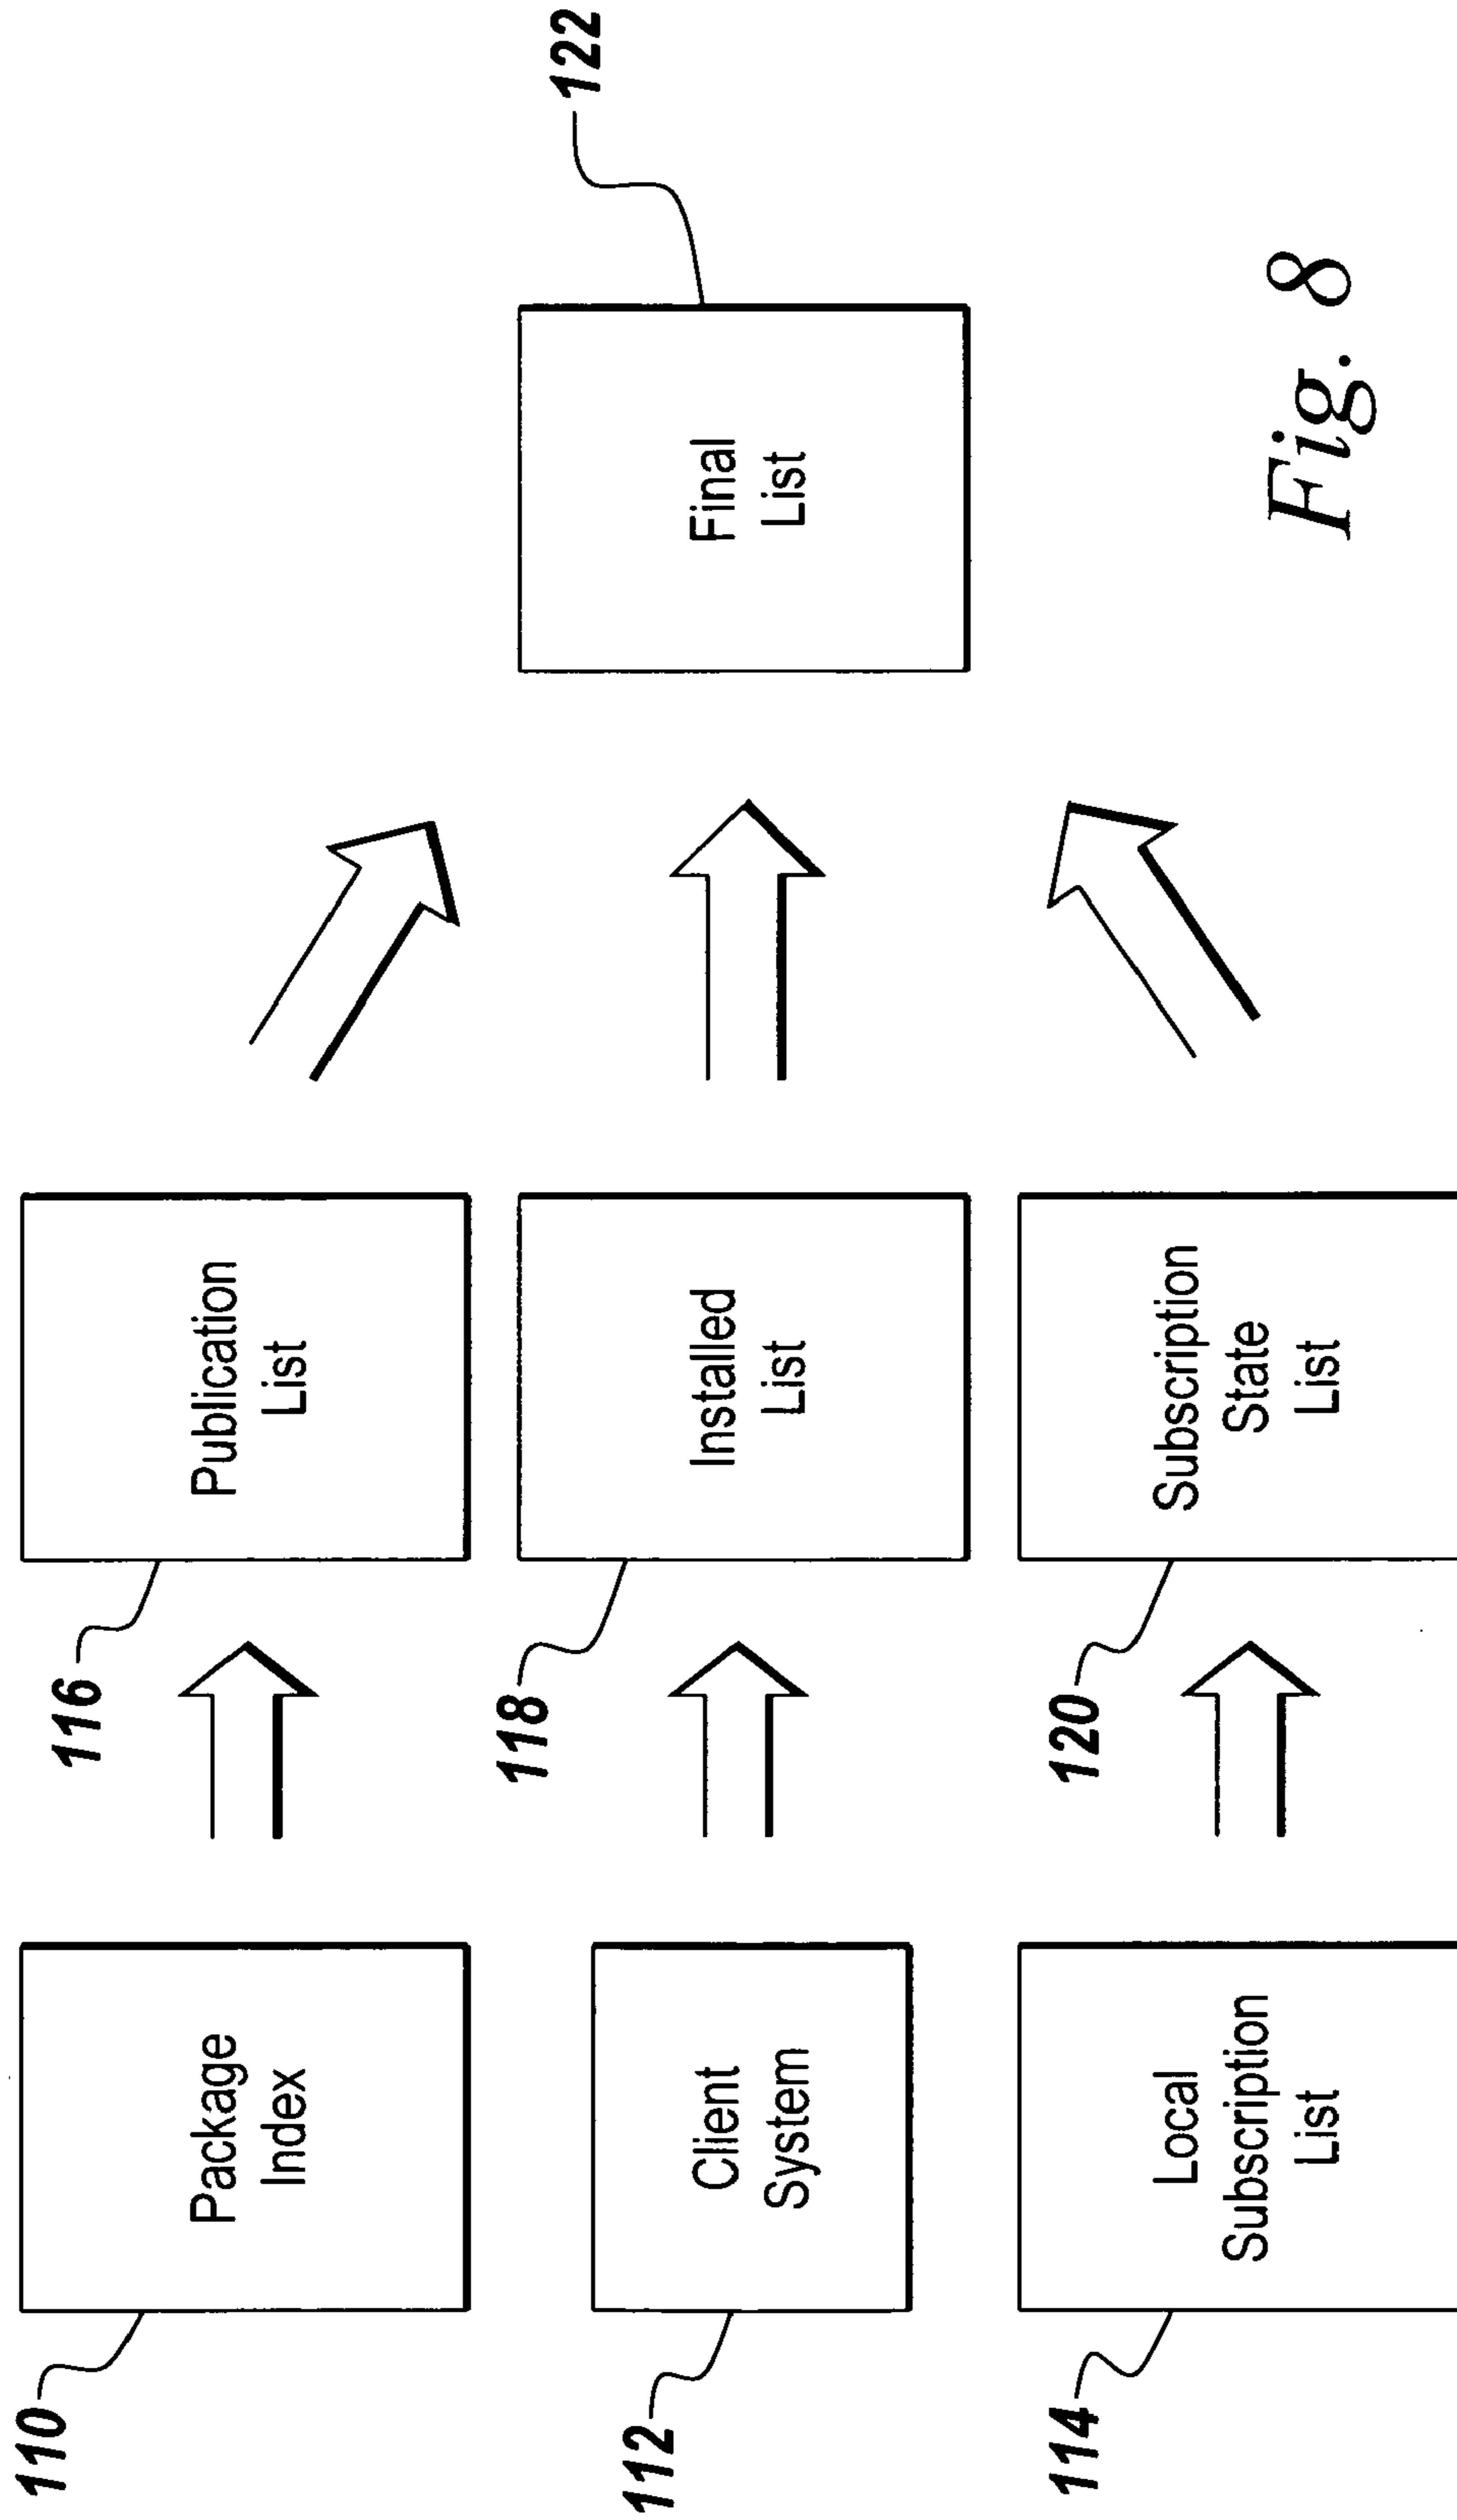 110
Package
Index
116
Publication
List
112
Client
System
118
Installed
List
114
Local
Subscription
List
120
Subscription
State
List
122
Final
List
Fig. 8